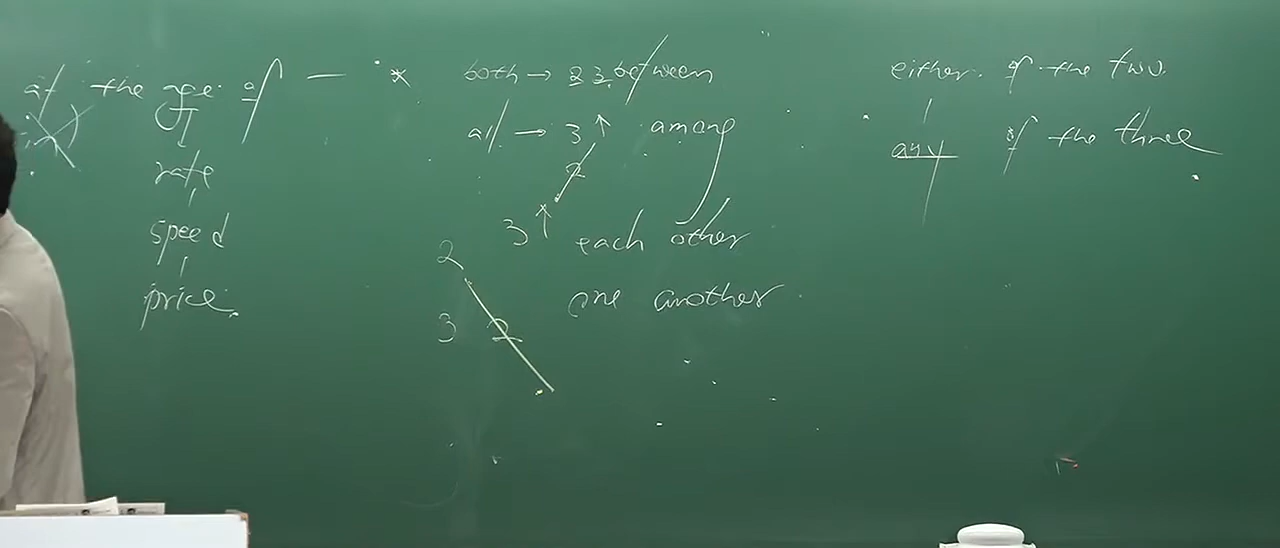 at the age of — *
rate
speed
price.
both → between
all → 3 ↑ among
2
3 ↑ each other
2
one another
3 2
either. of the two.
any of the three